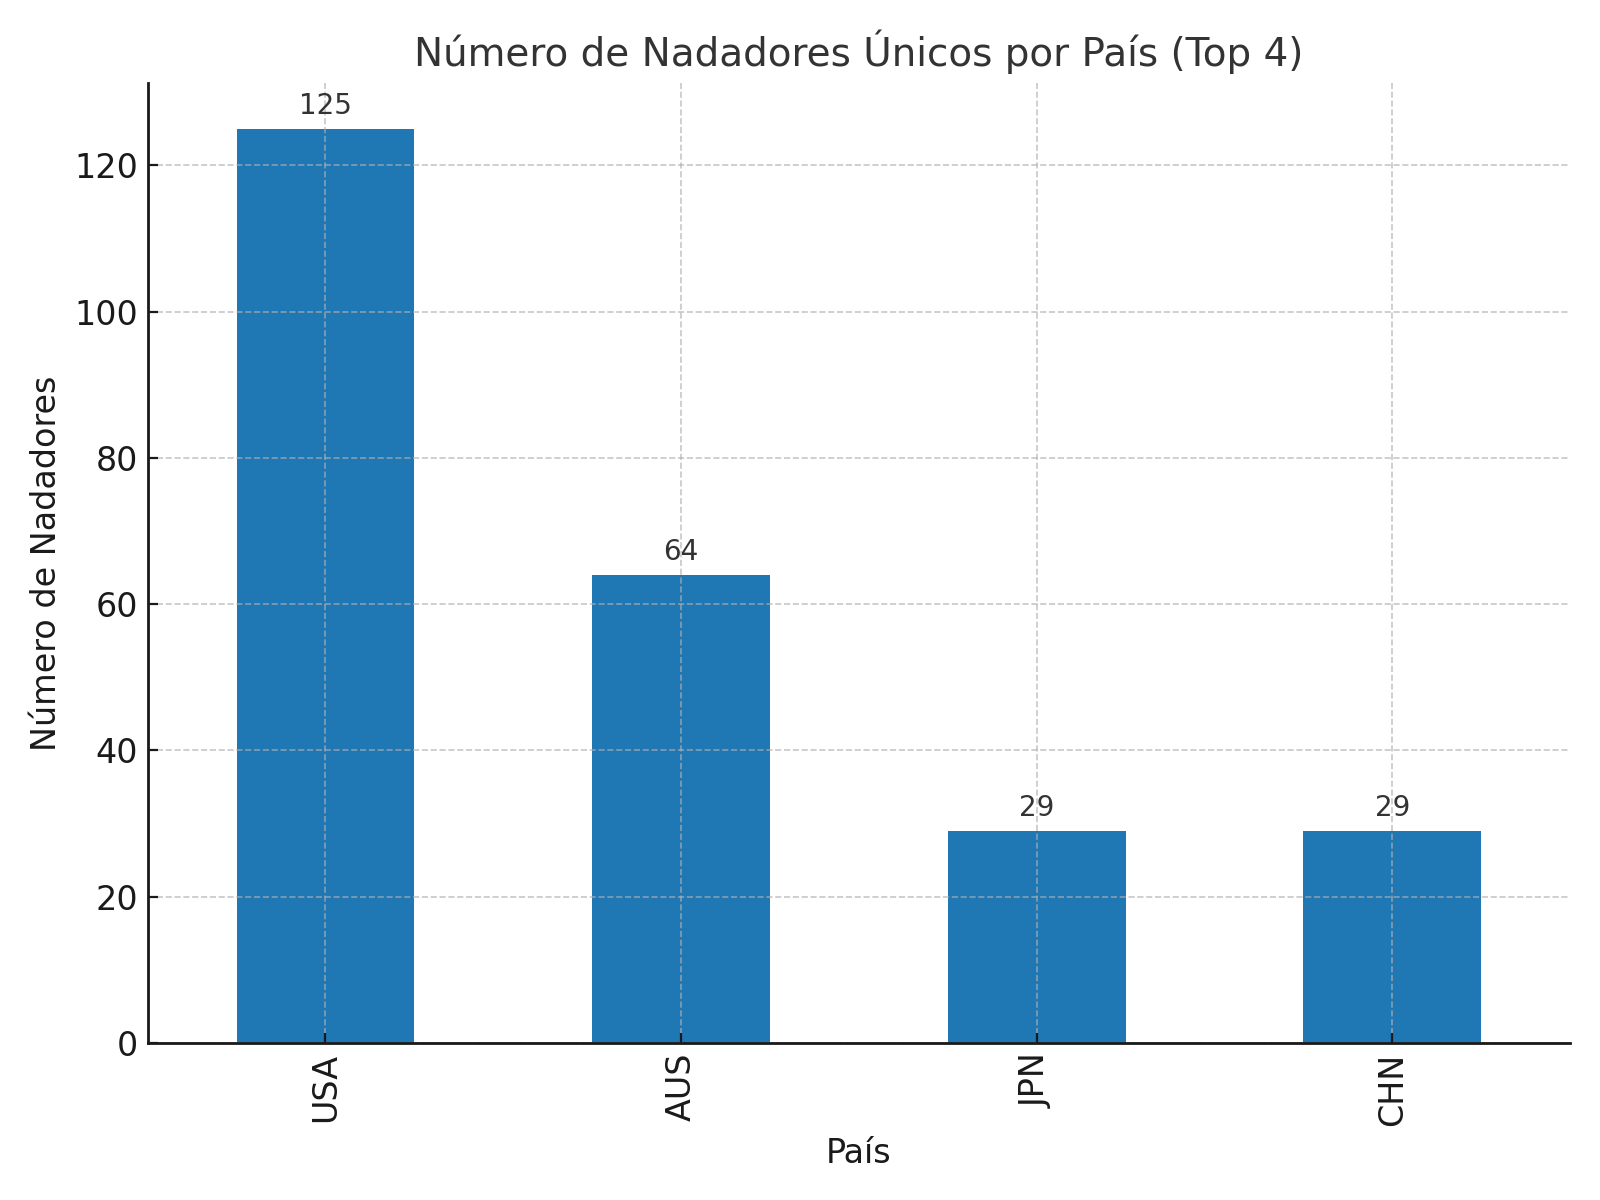 Número de Nadadores Únicos por País (Top 4)
125
120
100
80
64
60
40
29
29
20
0
Número de Nadadores
USA
AUS
JPN
CHN
País